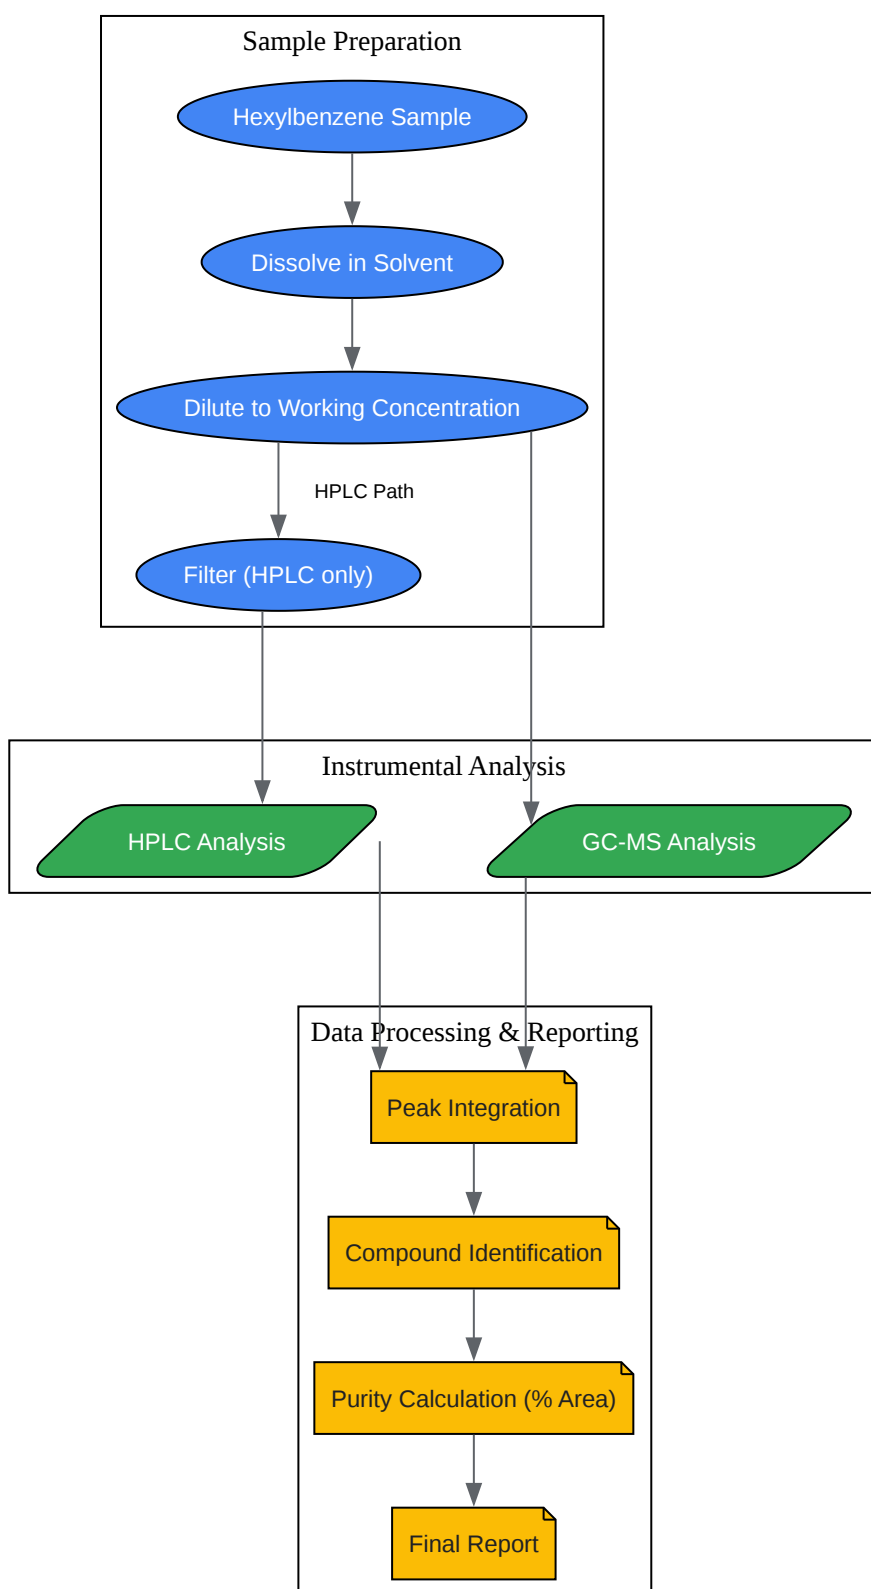 Sample Preparation
Hexylbenzene Sample
Dissolve in Solvent
Dilute to Working Concentration
HPLC Path
Filter (HPLC only)
Instrumental Analysis
HPLC Analysis
GC-MS Analysis
Data Processing & Reporting
Peak Integration
Compound Identification
Purity Calculation (% Area)
Final Report